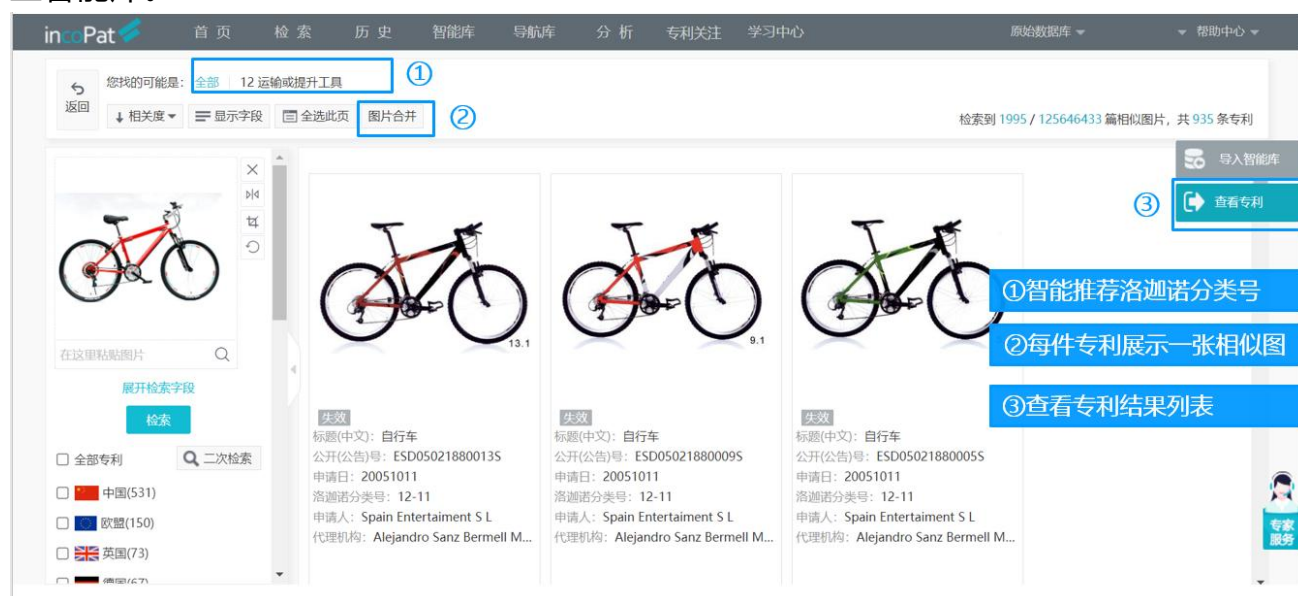 incoPat 首页 检索 历史 智能库 导航库 分析 专利关注 学习中心 原始数据库 帮助中心
返回
您找的可能是: 全部 | 12 运输或提升工具 ①
相关度 显示字段 全选此页 图片合并 ②
检索到 1995 / 125646433 篇相似图片，共 935 条专利
导入智能库
③ 查看专利
在这里粘贴图片
展开检索字段
检索
全部专利 二次检索
中国(531)
欧盟(150)
英国(73)
德国(67)
13.1
失效
标题(中文): 自行车
公开(公告)号: ESD05021880013S
申请日: 20051011
洛迦诺分类号: 12-11
申请人: Spain Entertaiment S L
代理机构: Alejandro Sanz Bermell M...
9.1
失效
标题(中文): 自行车
公开(公告)号: ESD05021880009S
申请日: 20051011
洛迦诺分类号: 12-11
申请人: Spain Entertaiment S L
代理机构: Alejandro Sanz Bermell M...
失效
标题(中文): 自行车
公开(公告)号: ESD05021880005S
申请日: 20051011
洛迦诺分类号: 12-11
申请人: Spain Entertaiment S L
代理机构: Alejandro Sanz Bermell M...
①智能推荐洛迦诺分类号
②每件专利展示一张相似图
③查看专利结果列表
专家
服务